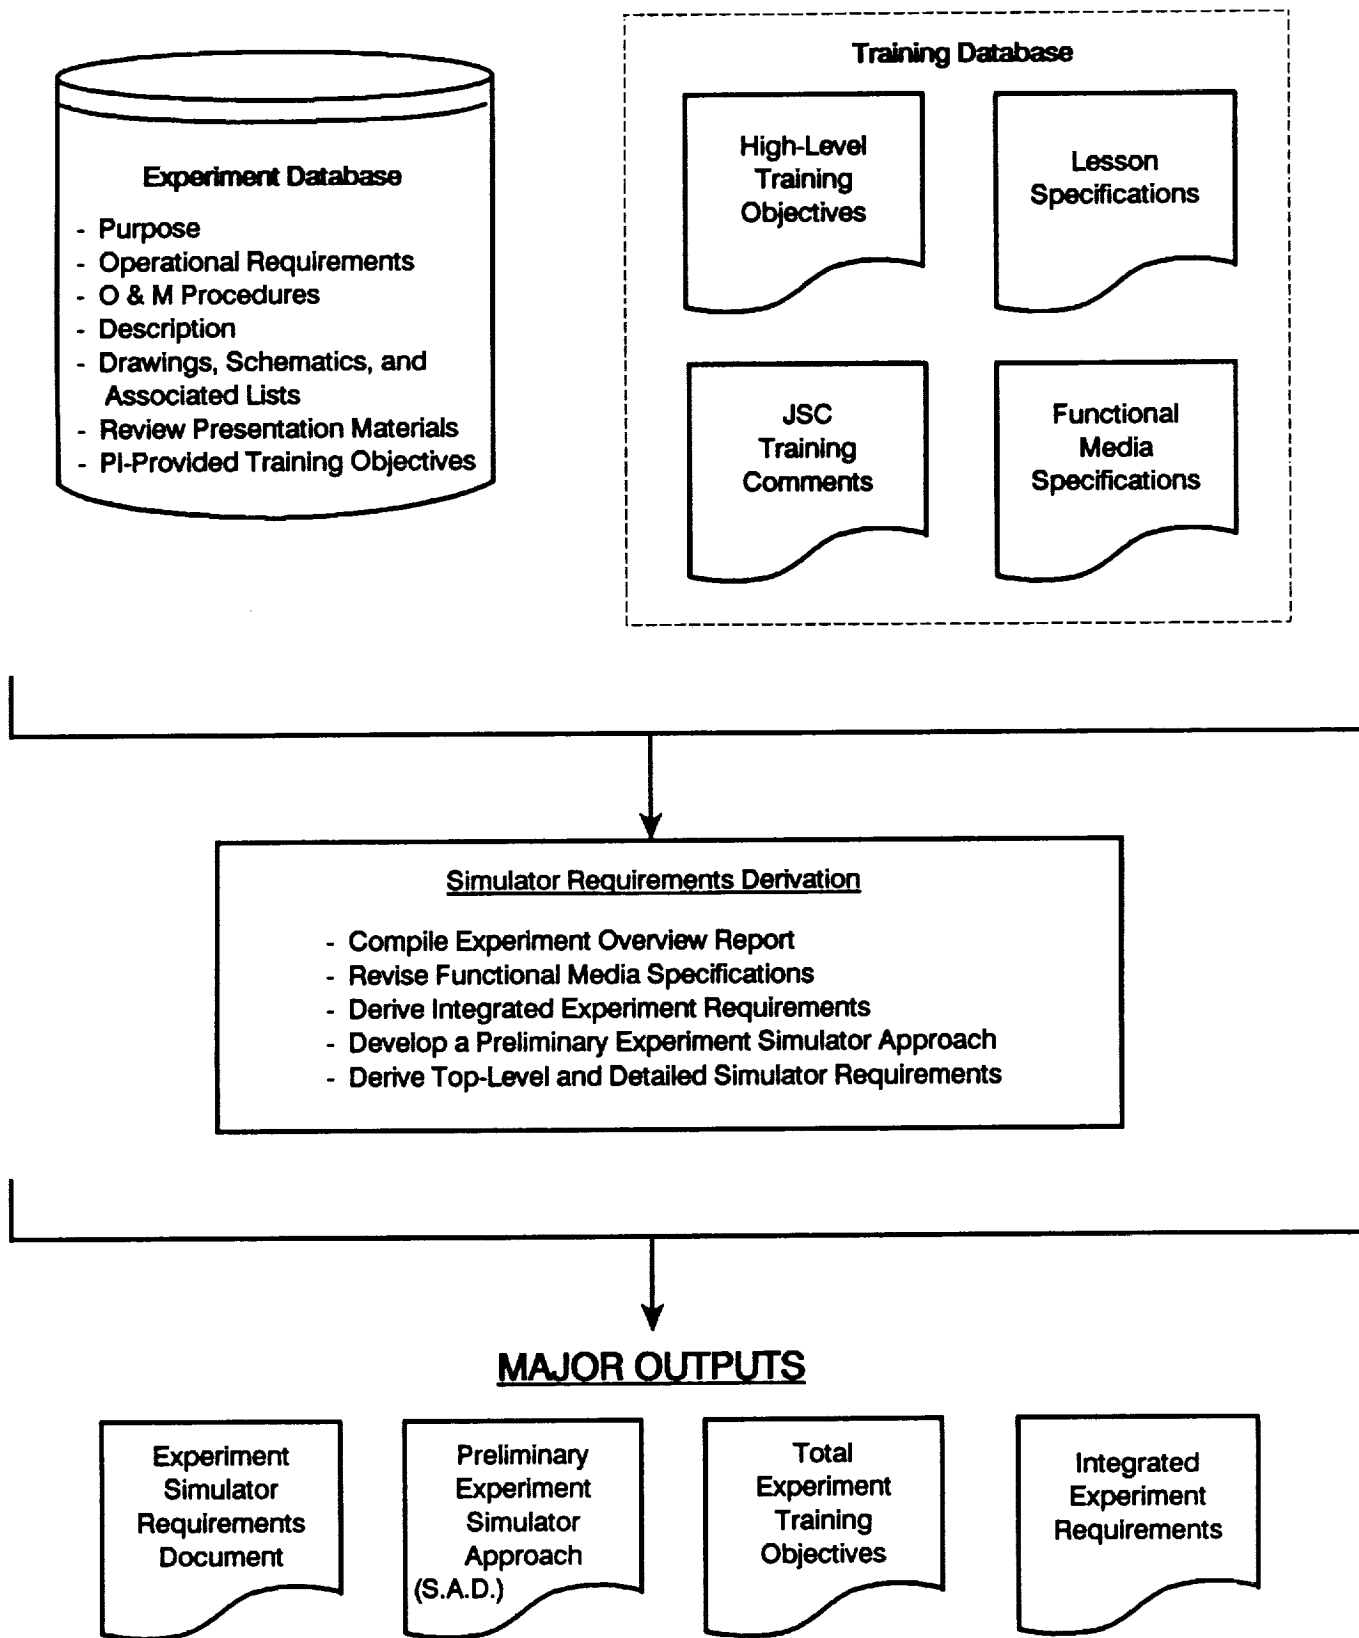 Experiment Database
- Purpose
- Operational Requirements
- O & M Procedures
- Description
- Drawings, Schematics, and
Associated Lists
- Review Presentation Materials
- PI-Provided Training Objectives
Training Database
High-Level
Training
Objectives
Lesson
Specifications
JSC
Training
Comments
Functional
Media
Specifications
Simulator Requirements Derivation
- Compile Experiment Overview Report
- Revise Functional Media Specifications
- Derive Integrated Experiment Requirements
- Develop a Preliminary Experiment Simulator Approach
- Derive Top-Level and Detailed Simulator Requirements
MAJOR OUTPUTS
Experiment
Simulator
Requirements
Document
Preliminary
Experiment
Simulator
Approach
(S.A.D.)
Total
Experiment
Training
Objectives
Integrated
Experiment
Requirements